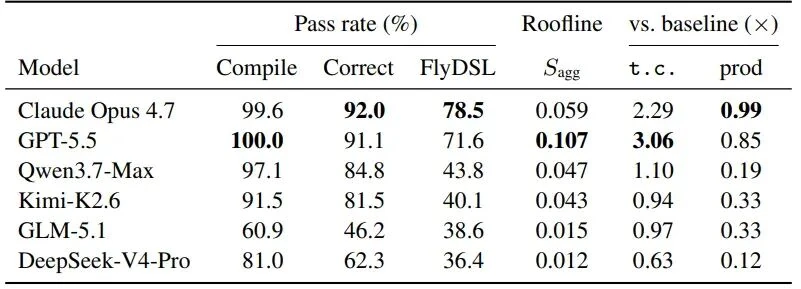 Pass rate (%) Roofline vs. baseline (×)
Model Compile Correct FlyDSL Sagg t.c. prod
Claude Opus 4.7 99.6 92.0 78.5 0.059 2.29 0.99
GPT-5.5 100.0 91.1 71.6 0.107 3.06 0.85
Qwen3.7-Max 97.1 84.8 43.8 0.047 1.10 0.19
Kimi-K2.6 91.5 81.5 40.1 0.043 0.94 0.33
GLM-5.1 60.9 46.2 38.6 0.015 0.97 0.33
DeepSeek-V4-Pro 81.0 62.3 36.4 0.012 0.63 0.12